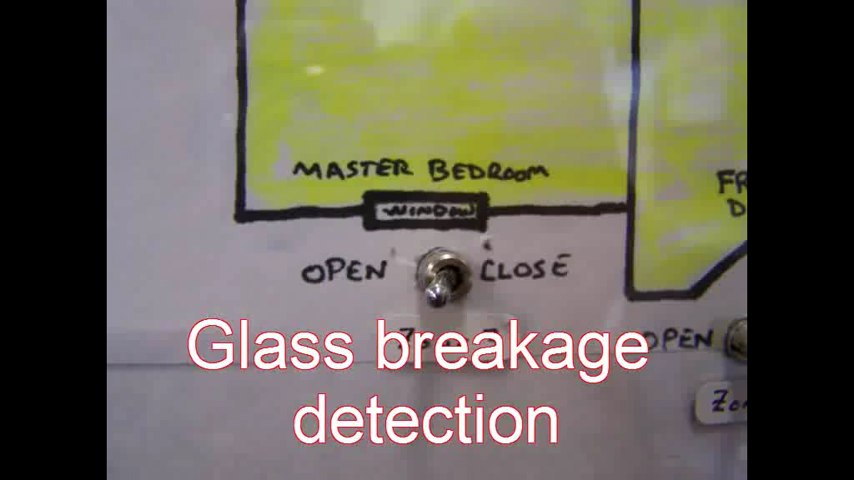 MASTER BEDROOM
WINDOW
OPEN CLOSE
OPEN
Glass breakage
detection